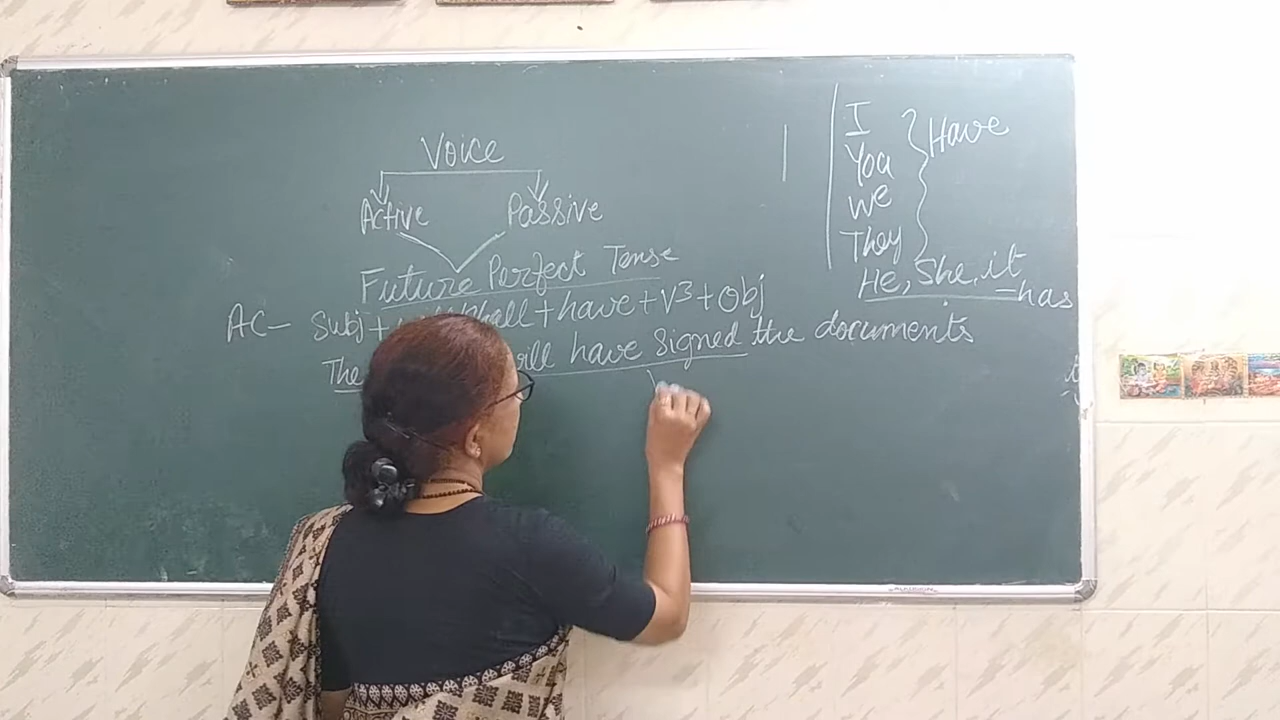 Voice
Active Passive
Future Perfect Tense
AC- Subj + shall + have + V³ + Obj
The will have signed the documents
I
You
We
They
Have
He, She, it
-has